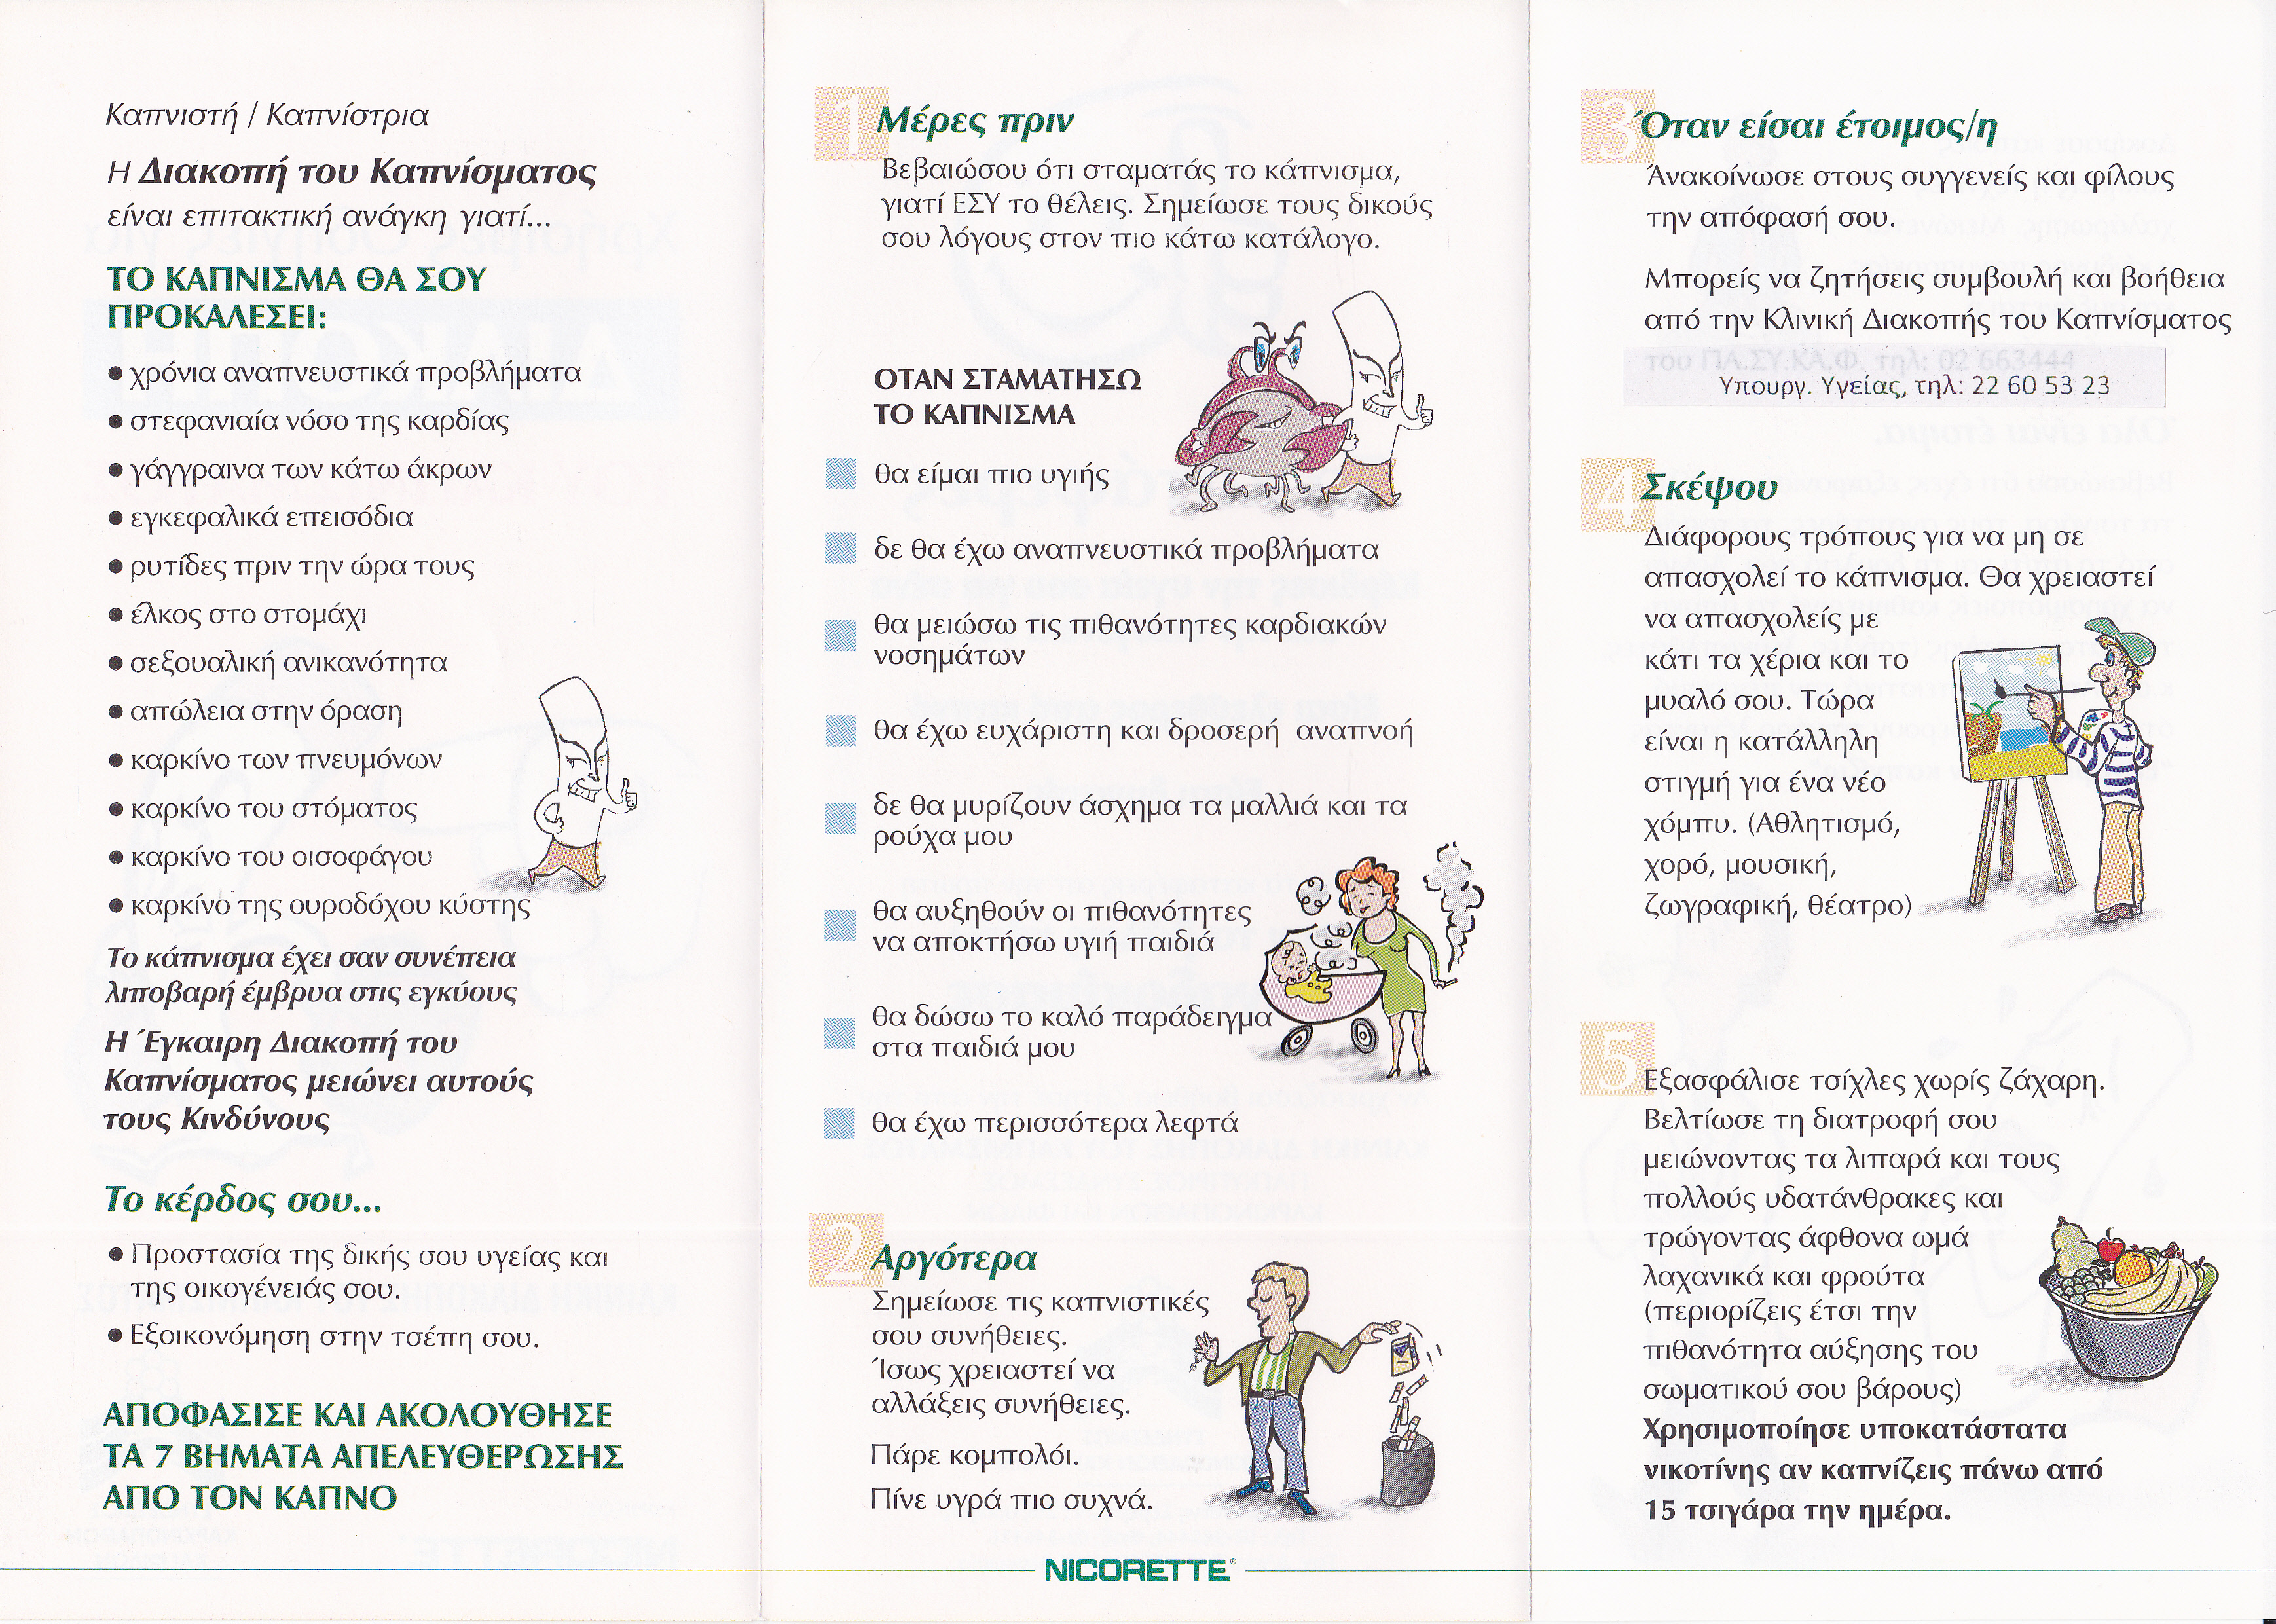 Καπνιστή / Καπνίστρια
Η Διακοπή του Καπνίσματος
είναι επιτακτική ανάγκη γιατί...
ΤΟ ΚΑΠΝΙΣΜΑ ΘΑ ΣΟΥ
ΠΡΟΚΑΛΕΣΕΙ:
• χρόνια αναπνευστικά προβλήματα
• στεφανιαία νόσο της καρδίας
• γάγγραινα των κάτω άκρων
• εγκεφαλικά επεισόδια
• ρυτίδες πριν την ώρα τους
• έλκος στο στομάχι
• σεξουαλική ανικανότητα
• απώλεια στην όραση
• καρκίνο των πνευμόνων
• καρκίνο του στόματος
• καρκίνο του οισοφάγου
• καρκίνο της ουροδόχου κύστης
Το κάπνισμα έχει σαν συνέπεια
λιποβαρή έμβρυα στις εγκύους
Η Έγκαιρη Διακοπή του
Καπνίσματος μειώνει αυτούς
τους Κινδύνους
Το κέρδος σου...
• Προστασία της δικής σου υγείας και
της οικογένειάς σου.
• Εξοικονόμηση στην τσέπη σου.
ΑΠΟΦΑΣΙΣΕ ΚΑΙ ΑΚΟΛΟΥΘΗΣΕ
ΤΑ 7 ΒΗΜΑΤΑ ΑΠΕΛΕΥΘΕΡΩΣΗΣ
ΑΠΟ ΤΟΝ ΚΑΠΝΟ
1 Μέρες πριν
Βεβαιώσου ότι σταματάς το κάπνισμα,
γιατί ΕΣΥ το θέλεις. Σημείωσε τους δικούς
σου λόγους στον πιο κάτω κατάλογο.
ΟΤΑΝ ΣΤΑΜΑΤΗΣΩ
ΤΟ ΚΑΠΝΙΣΜΑ
θα είμαι πιο υγιής
δε θα έχω αναπνευστικά προβλήματα
θα μειώσω τις πιθανότητες καρδιακών
νοσημάτων
θα έχω ευχάριστη και δροσερή αναπνοή
δε θα μυρίζουν άσχημα τα μαλλιά και τα
ρούχα μου
θα αυξηθούν οι πιθανότητες
να αποκτήσω υγιή παιδιά
θα δώσω το καλό παράδειγμα
στα παιδιά μου
θα έχω περισσότερα λεφτά
2 Αργότερα
Σημείωσε τις καπνιστικές
σου συνήθειες.
Ίσως χρειαστεί να
αλλάξεις συνήθειες.
Πάρε κομπολόι.
Πίνε υγρά πιο συχνά.
3 Όταν είσαι έτοιμος/η
Άνακοίνωσε στους συγγενείς και φίλους
την απόφασή σου.
Μπορείς να ζητήσεις συμβουλή και βοήθεια
από την Κλινική Διακοπής του Καπνίσματος
του ΠΑ.ΣΥ.ΚΑ.Φ. τηλ: 02 663444
Υπουργ. Υγείας, τηλ: 22 60 53 23
4 Σκέψου
Διάφορους τρόπους για να μη σε
απασχολεί το κάπνισμα. Θα χρειαστεί
να απασχολείς με
κάτι τα χέρια και το
μυαλό σου. Τώρα
είναι η κατάλληλη
στιγμή για ένα νέο
χόμπυ. (Αθλητισμό,
χορό, μουσική,
ζωγραφική, θέατρο)
5 Εξασφάλισε τσίχλες χωρίς ζάχαρη.
Βελτίωσε τη διατροφή σου
μειώνοντας τα λιπαρά και τους
πολλούς υδατάνθρακες και
τρώγοντας άφθονα ωμά
λαχανικά και φρούτα
(περιορίζεις έτσι την
πιθανότητα αύξησης του
σωματικού σου βάρους)
Χρησιμοποίησε υποκατάστατα
νικοτίνης αν καπνίζεις πάνω από
15 τσιγάρα την ημέρα.
NICORETTE®